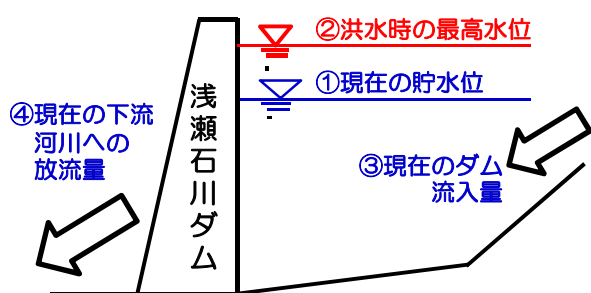 ②洪水時の最高水位
①現在の貯水位
④現在の下流
河川への
放流量
浅瀬石川ダム
③現在のダム
流入量